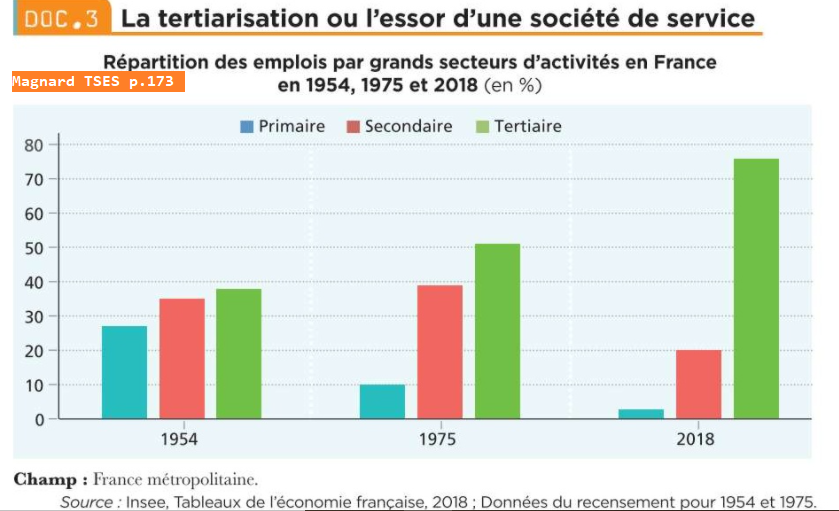 DOC.3 La tertiarisation ou l'essor d'une société de service
Répartition des emplois par grands secteurs d'activités en France
Magnard TSES p.173
en 1954, 1975 et 2018 (en %)
Primaire Secondaire Tertiaire
80
70
60
50
40
30
20
10
0
1954 1975 2018
Champ : France métropolitaine.
Source : Insee, Tableaux de l'économie française, 2018 ; Données du recensement pour 1954 et 1975.